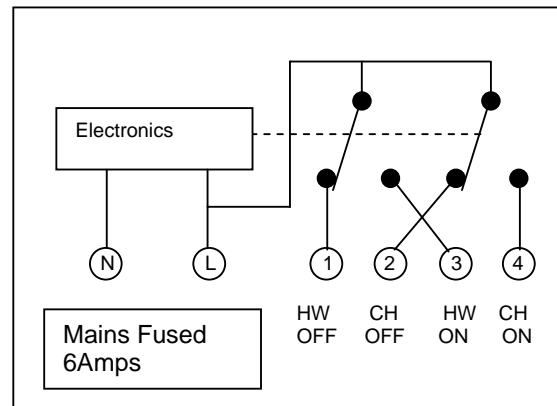 Electronics
N L 1 2 3 4
HW CH HW CH
OFF OFF ON ON
Mains Fused
6Amps